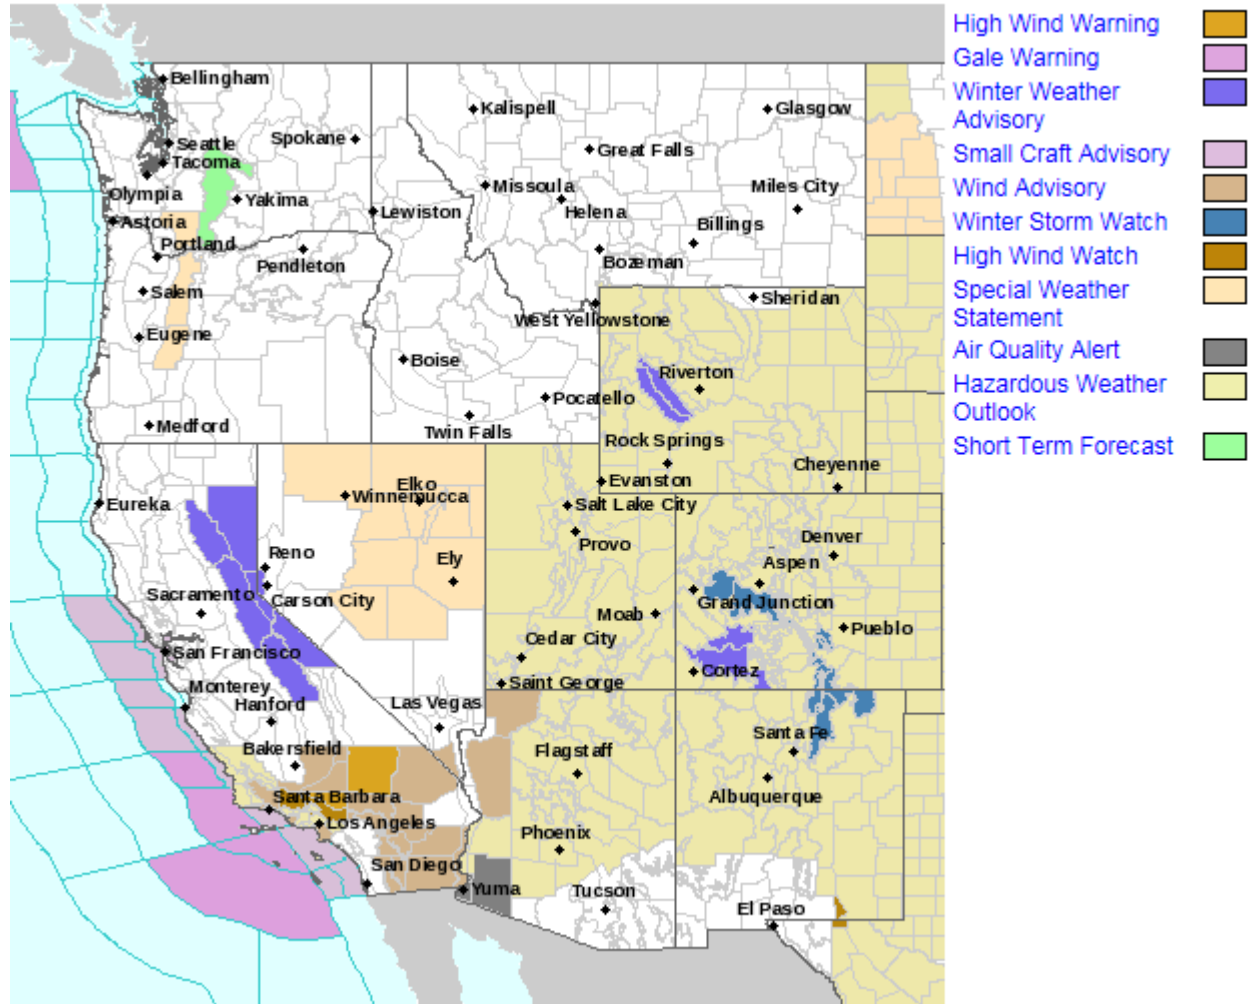 Bellingham
Kalispell
Glasgow
Spokane
Seattle
Great Falls
Tacoma
Missoula
Miles City
Olympia
Yakima
Helena
Lewiston
Astoria
Billings
Portland
Pendleton
Bozeman
Salem
Sheridan
West Yellowstone
Eugene
Boise
Riverton
Pocatello
Medford
Twin Falls
Rock Springs
Cheyenne
Evanston
Elko
Winnemucca
Eureka
Salt Lake City
Provo
Denver
Reno
Ely
Aspen
Sacramento
Carson City
Grand Junction
Moab
Pueblo
Cedar City
San Francisco
Cortez
Saint George
Monterey
Hanford
Las Vegas
Santa Fe
Bakersfield
Flagstaff
Santa Barbara
Albuquerque
Los Angeles
Phoenix
San Diego
Yuma
Tucson
El Paso
High Wind Warning
Gale Warning
Winter Weather
Advisory
Small Craft Advisory
Wind Advisory
Winter Storm Watch
High Wind Watch
Special Weather
Statement
Air Quality Alert
Hazardous Weather
Outlook
Short Term Forecast